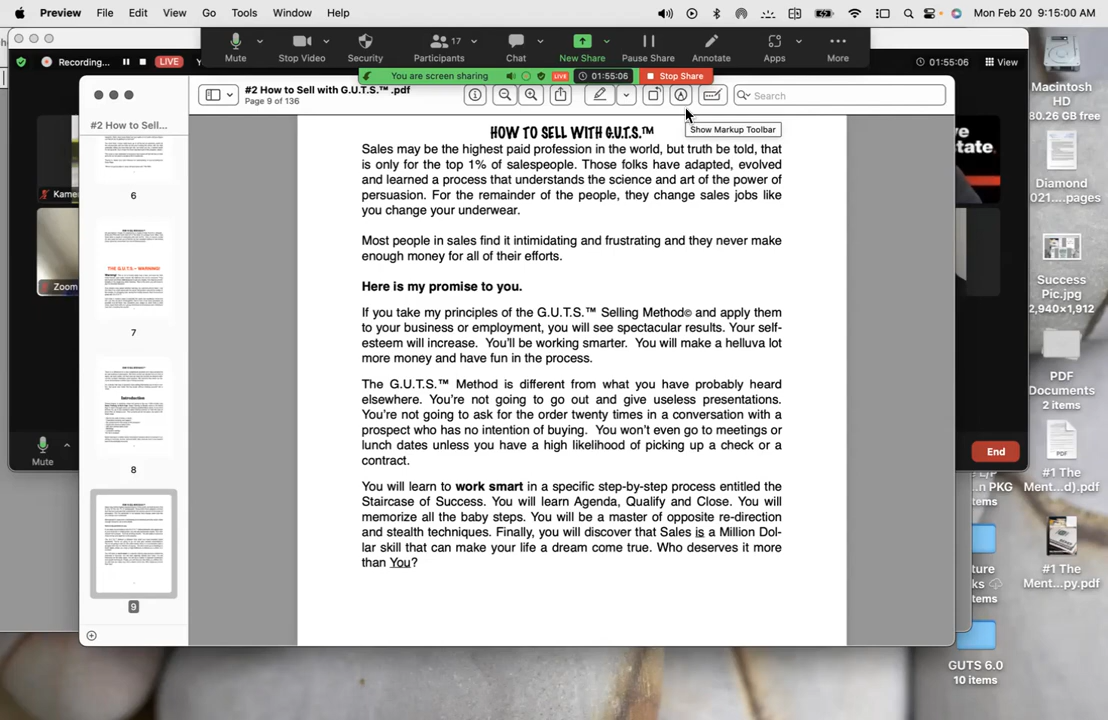 Preview File Edit View Go Tools Window Help Mon Feb 20 9:15:00 AM
Recording... LIVE
Mute Stop Video Security Participants 17 Chat New Share Pause Share Annotate Apps More
01:55:06 View
You are screen sharing LIVE 01:55:06 Stop Share
#2 How to Sell with G.U.T.S.™ .pdf
Page 9 of 136
Search
Show Markup Toolbar
#2 How to Sell...
6
THE G.U.T.S – WARNING!
7
Introduction
8
9
HOW TO SELL WITH G.U.T.S.™
Sales may be the highest paid profession in the world, but truth be told, that
is only for the top 1% of salespeople. Those folks have adapted, evolved
and learned a process that understands the science and art of the power of
persuasion. For the remainder of the people, they change sales jobs like
you change your underwear.
Most people in sales find it intimidating and frustrating and they never make
enough money for all of their efforts.
Here is my promise to you.
If you take my principles of the G.U.T.S.™ Selling Method© and apply them
to your business or employment, you will see spectacular results. Your self-
esteem will increase. You'll be working smarter. You will make a helluva lot
more money and have fun in the process.
The G.U.T.S.™ Method is different from what you have probably heard
elsewhere. You're not going to go out and give useless presentations.
You're not going to ask for the order twenty times in a conversation with a
prospect who has no intention of buying. You won't even go to meetings or
lunch dates unless you have a high likelihood of picking up a check or a
contract.
You will learn to work smart in a specific step-by-step process entitled the
Staircase of Success. You will learn Agenda, Qualify and Close. You will
memorize all the baby steps. You will be a master of opposite re-direction
and stealth techniques. Finally, you will discover that Sales is a Million Dol-
lar skill that can make your life a dream come true. Who deserves it more
than You?
Kame
Zoom
Mute
End
Macintosh
HD
80.26 GB free
Diamond
021....pages
Success
Pic.jpg
2,940×1,912
PDF
Documents
2 items
#1 The
Ment...d).pdf
#1 The
Ment...py.pdf
n PKG
tems
ture
ks
tems
GUTS 6.0
10 items